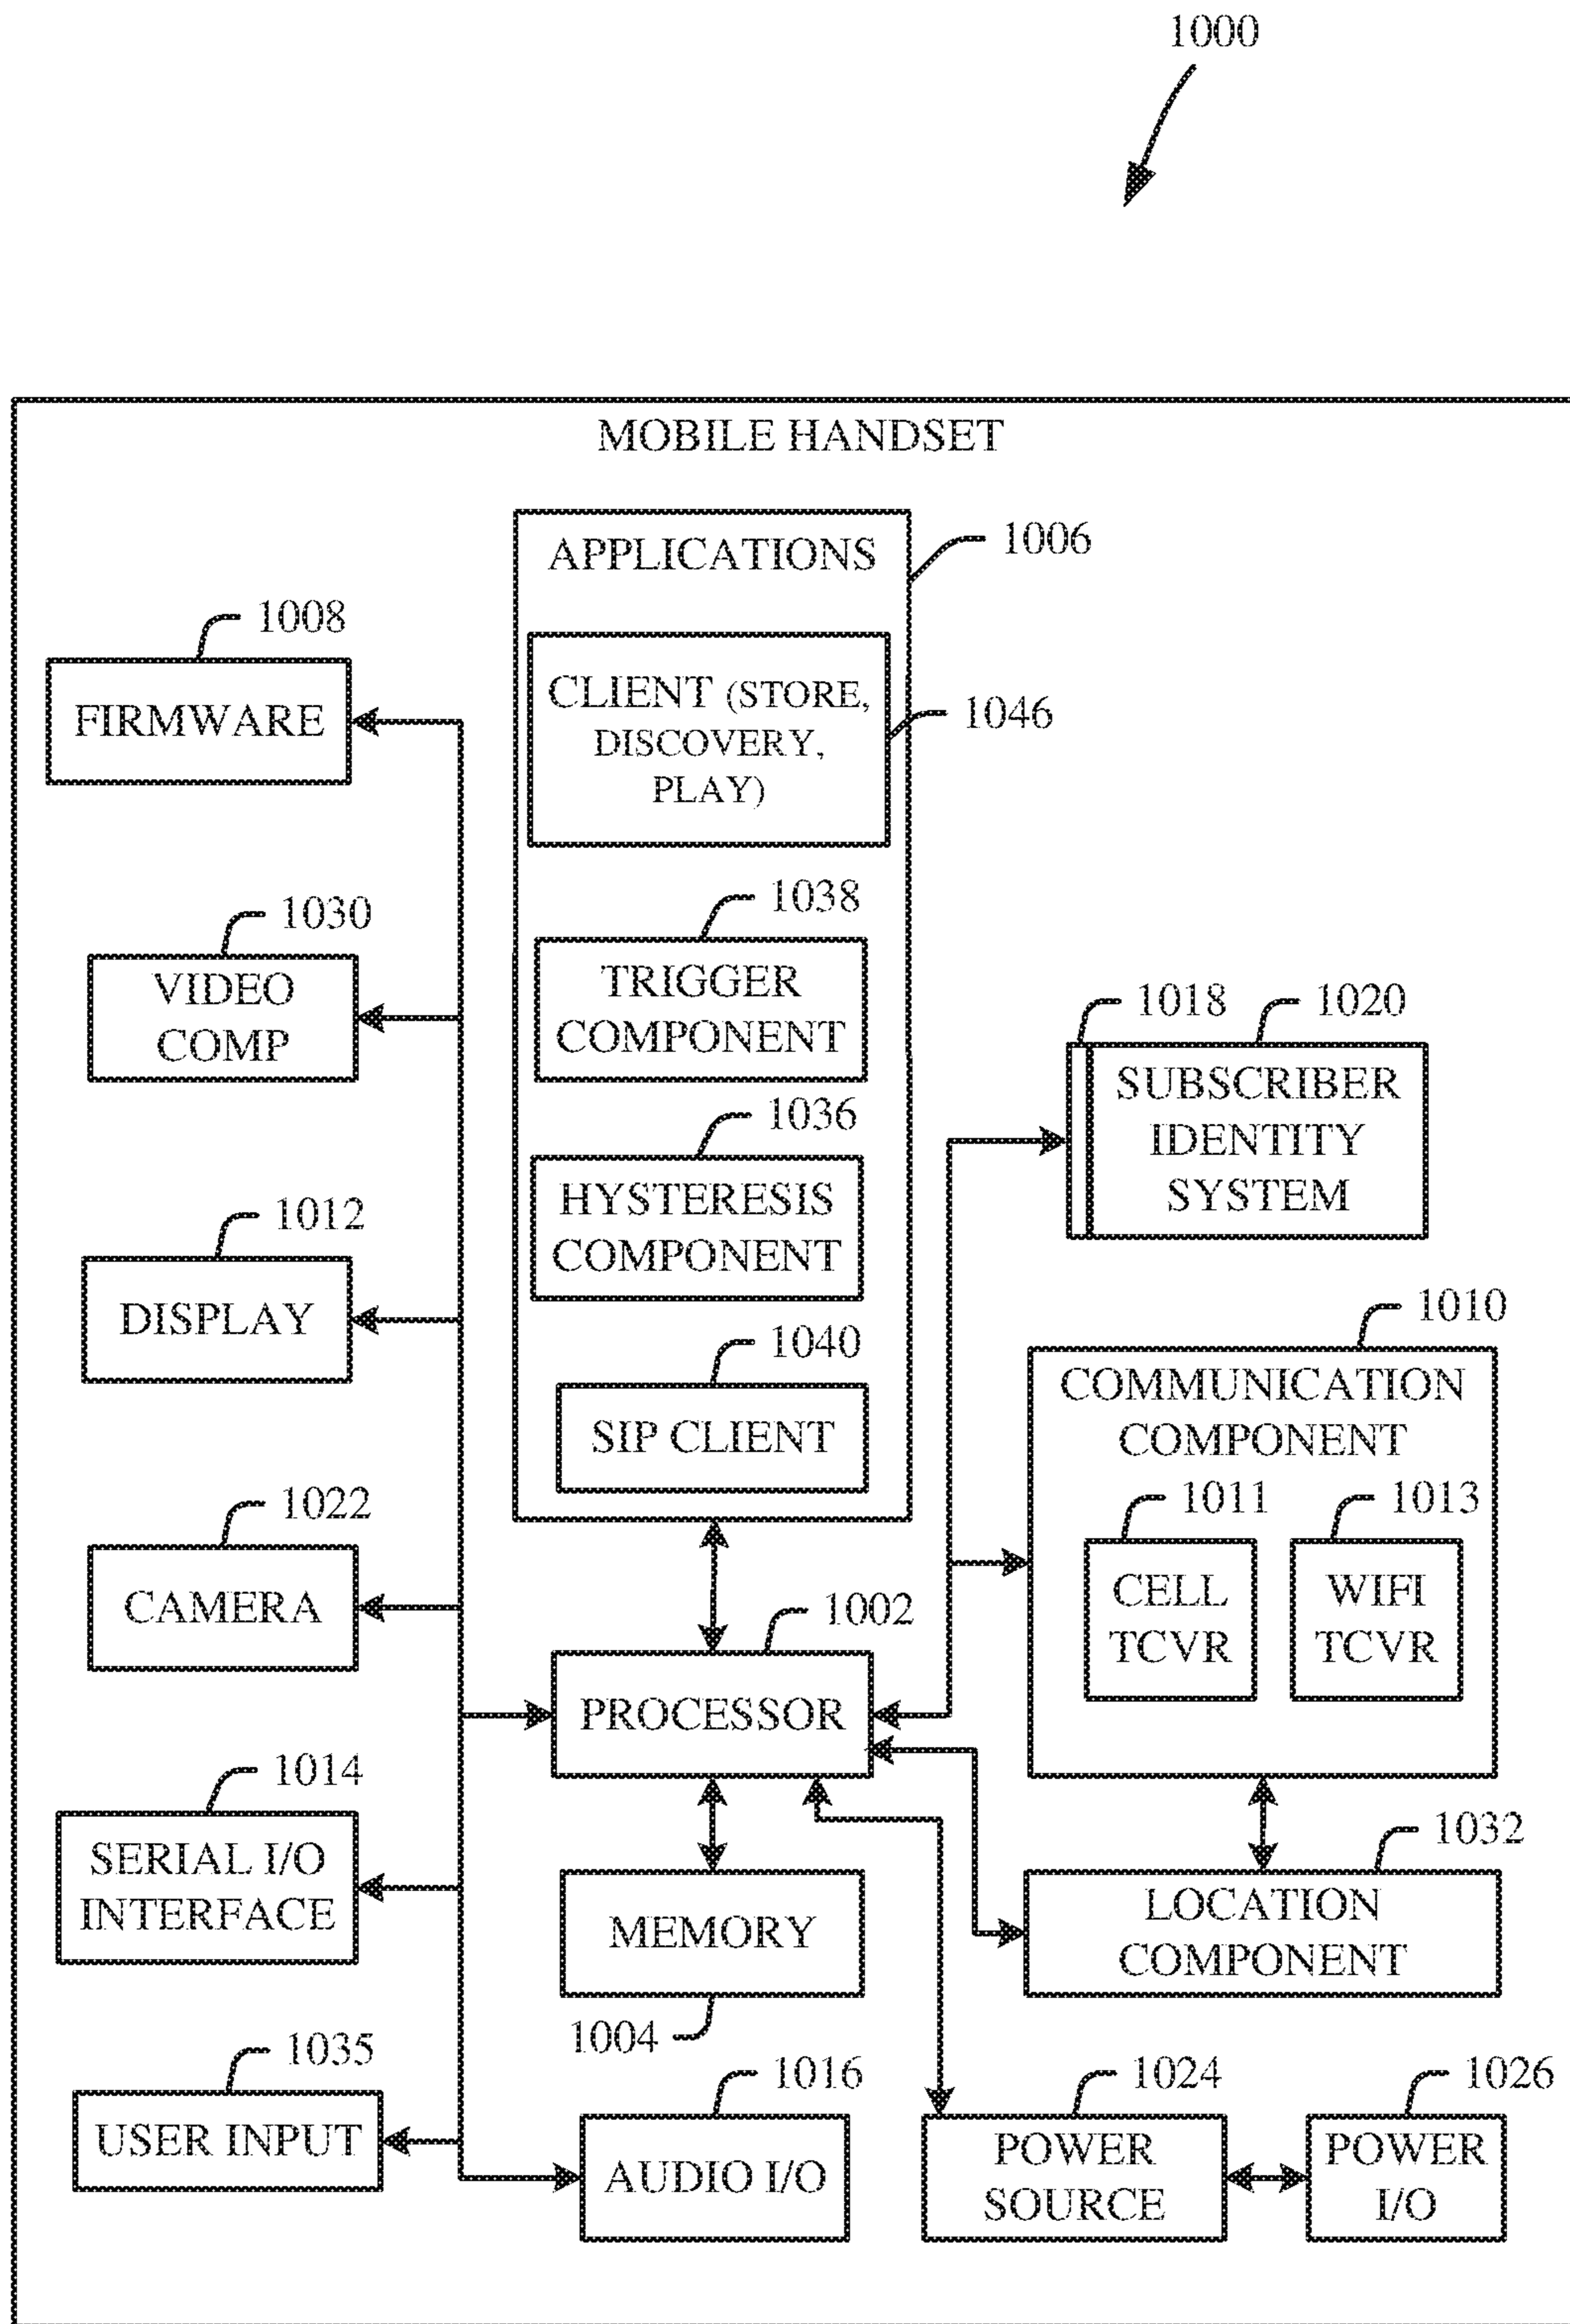 1000
MOBILE HANDSET
APPLICATIONS
1006
1008
FIRMWARE
CLIENT (STORE,
DISCOVERY,
PLAY)
1046
1030
VIDEO
COMP
1038
TRIGGER
COMPONENT
1018
1020
SUBSCRIBER
IDENTITY
SYSTEM
1036
HYSTERESIS
COMPONENT
1012
DISPLAY
1040
SIP CLIENT
1010
COMMUNICATION
COMPONENT
1011
CELL
TCVR
1013
WIFI
TCVR
1022
CAMERA
1002
PROCESSOR
1014
SERIAL I/O
INTERFACE
MEMORY
1004
1032
LOCATION
COMPONENT
1035
USER INPUT
1016
AUDIO I/O
1024
POWER
SOURCE
1026
POWER
I/O